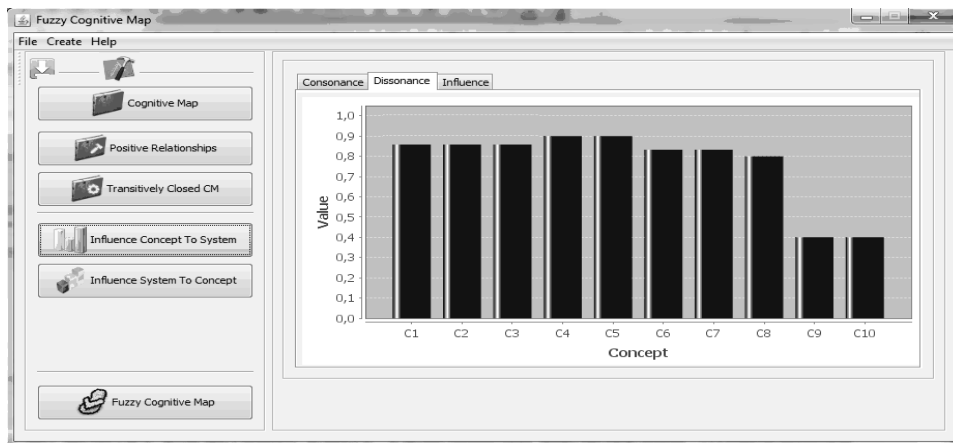 Fuzzy Cognitive Map
File Create Help
Cognitive Map
Positive Relationships
Transitively Closed CM
Influence Concept To System
Influence System To Concept
Fuzzy Cognitive Map
Consonance Dissonance Influence
1,0
0,9
0,8
0,7
0,6
0,5
0,4
0,3
0,2
0,1
0,0
Value
C1 C2 C3 C4 C5 C6 C7 C8 C9 C10
Concept